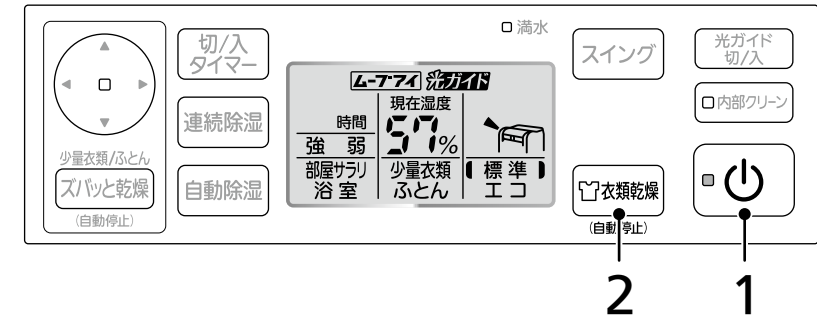 少量衣類/ふとん
ズバッと乾燥
(自動停止)
切/入
タイマー
連続除湿
自動除湿
満水
ムーブアイ 光ガイド
時間
強 弱
部屋サラリ
浴室
現在湿度
57%
少量衣類
ふとん
標準
エコ
スイング
衣類乾燥
(自動停止)
光ガイド
切/入
内部クリーン
2
1